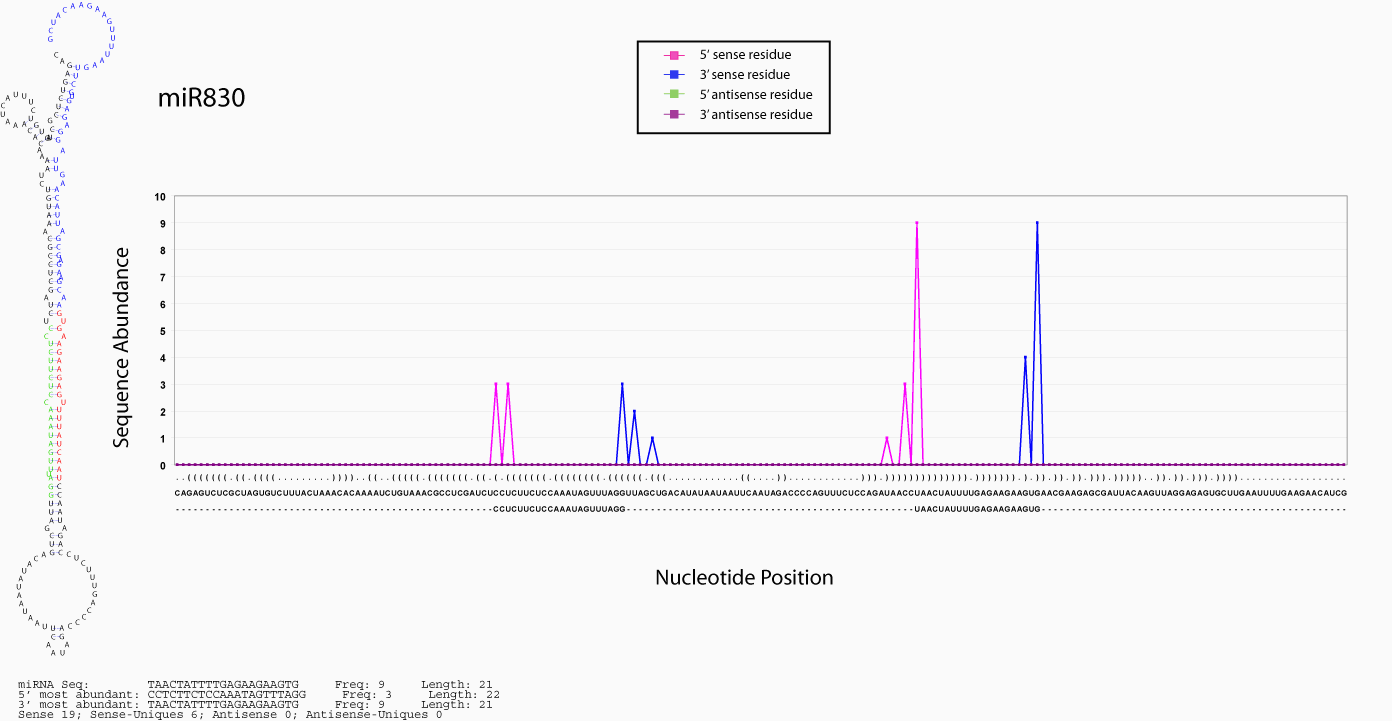 miR830
5’ sense residue
3’ sense residue
5’ antisense residue
3’ antisense residue
Sequence Abundance
10
9
8
7
6
5
4
3
2
1
0
CAGAGUCUCGCUAGUGUCUUUACUAAACACAAAAUCUGUAAACGCCUCGAUCUCCUCUUCUCCAAAUAGUUUAGGUUAGCUGACAUAUAAUAAUUCAAUAGACCCCAGUUUCUCCAGAUAACCUAACUAUUUUGAGAAGAAGUGAACGAAGAGCGAUUACAAGUUAGGAGAGUGCUUGAAUUUUGAAGAACAUCG
CCUCUUCUCCAAAUAGUUUAGG UAACUAUUUUGAGAAGAAGUG
Nucleotide Position
miRNA Seq: TAACTATTTTGAGAAGAAGTG Freq: 9 Length: 21
5’ most abundant: CCTCTTCTCCAAATAGTTTAGG Freq: 3 Length: 22
3’ most abundant: TAACTATTTTGAGAAGAAGTG Freq: 9 Length: 21
Sense 19; Sense-Uniques 6; Antisense 0; Antisense-Uniques 0